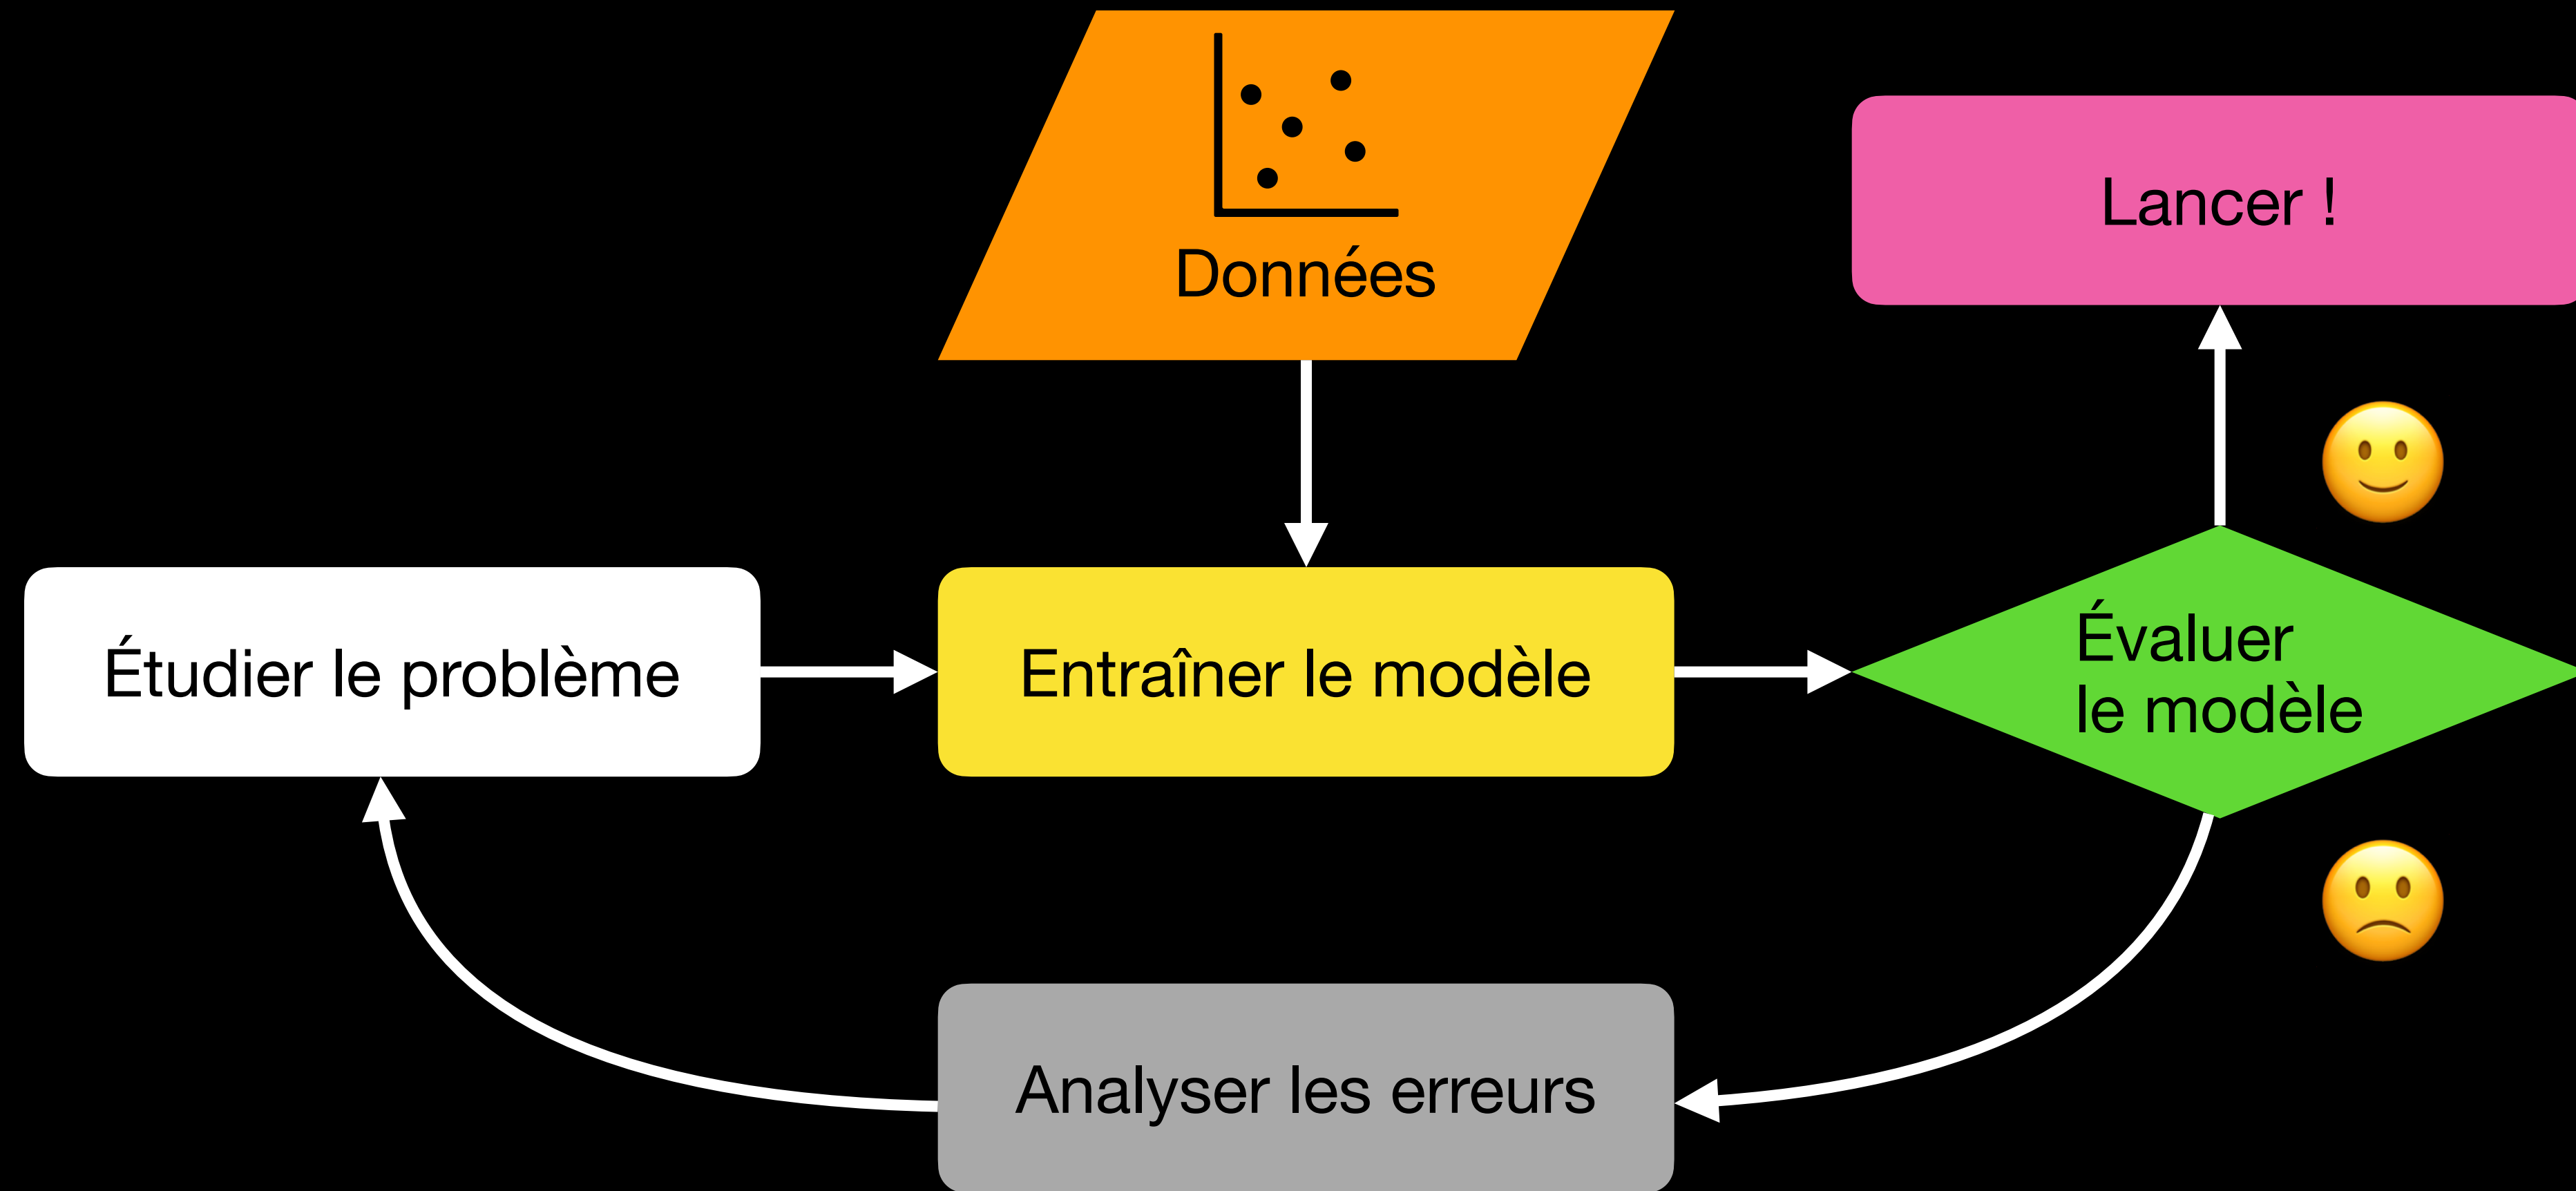 Données
Lancer !
Étudier le problème
Entraîner le modèle
Évaluer
le modèle
Analyser les erreurs